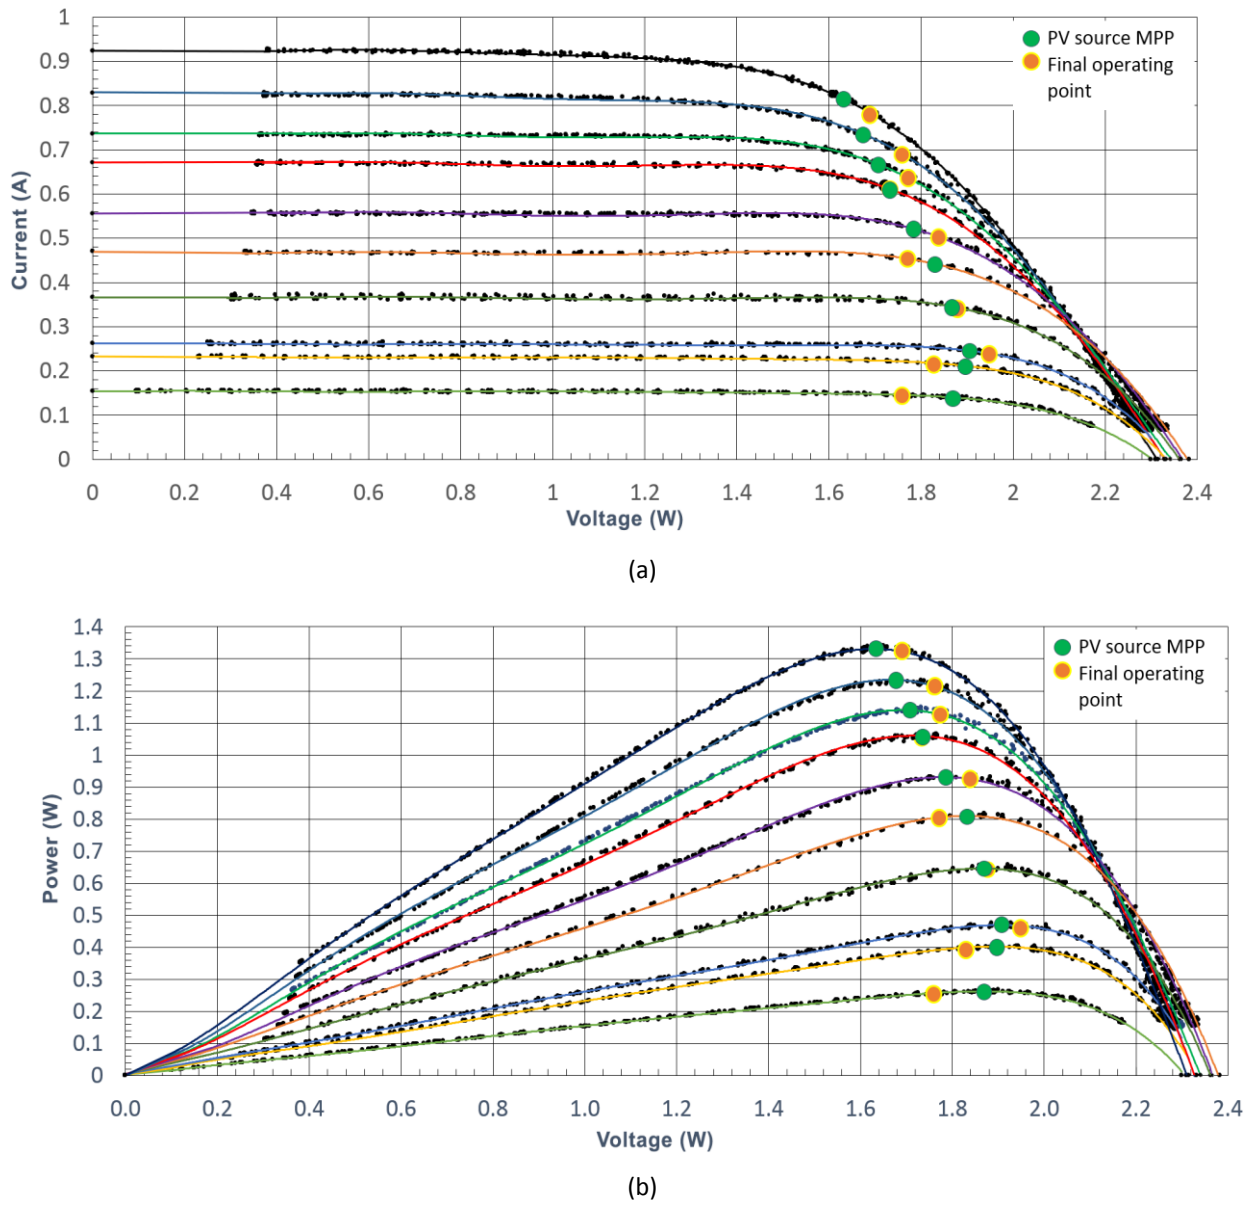 1
0.9
0.8
0.7
0.6
0.5
0.4
0.3
0.2
0.1
0
Current (A)
PV source MPP
Final operating
point
0 0.2 0.4 0.6 0.8 1 1.2 1.4 1.6 1.8 2 2.2 2.4
Voltage (W)
(a)
1.4
1.3
1.2
1.1
1
0.9
0.8
0.7
0.6
0.5
0.4
0.3
0.2
0.1
0
Power (W)
PV source MPP
Final operating
point
0.0 0.2 0.4 0.6 0.8 1.0 1.2 1.4 1.6 1.8 2.0 2.2 2.4
Voltage (W)
(b)